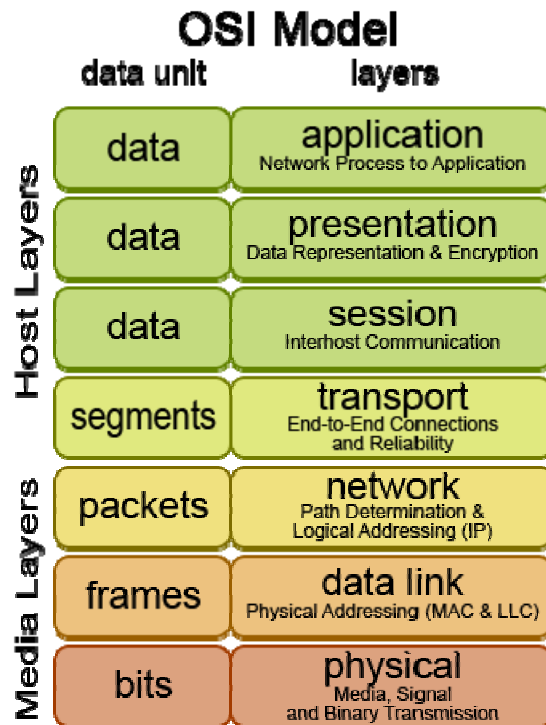 OSI Model
data unit layers
Host Layers
data
application
Network Process to Application
data
presentation
Data Representation & Encryption
data
session
Interhost Communication
segments
transport
End-to-End Connections
and Reliability
Media Layers
packets
network
Path Determination &
Logical Addressing (IP)
frames
data link
Physical Addressing (MAC & LLC)
bits
physical
Media, Signal
and Binary Transmission